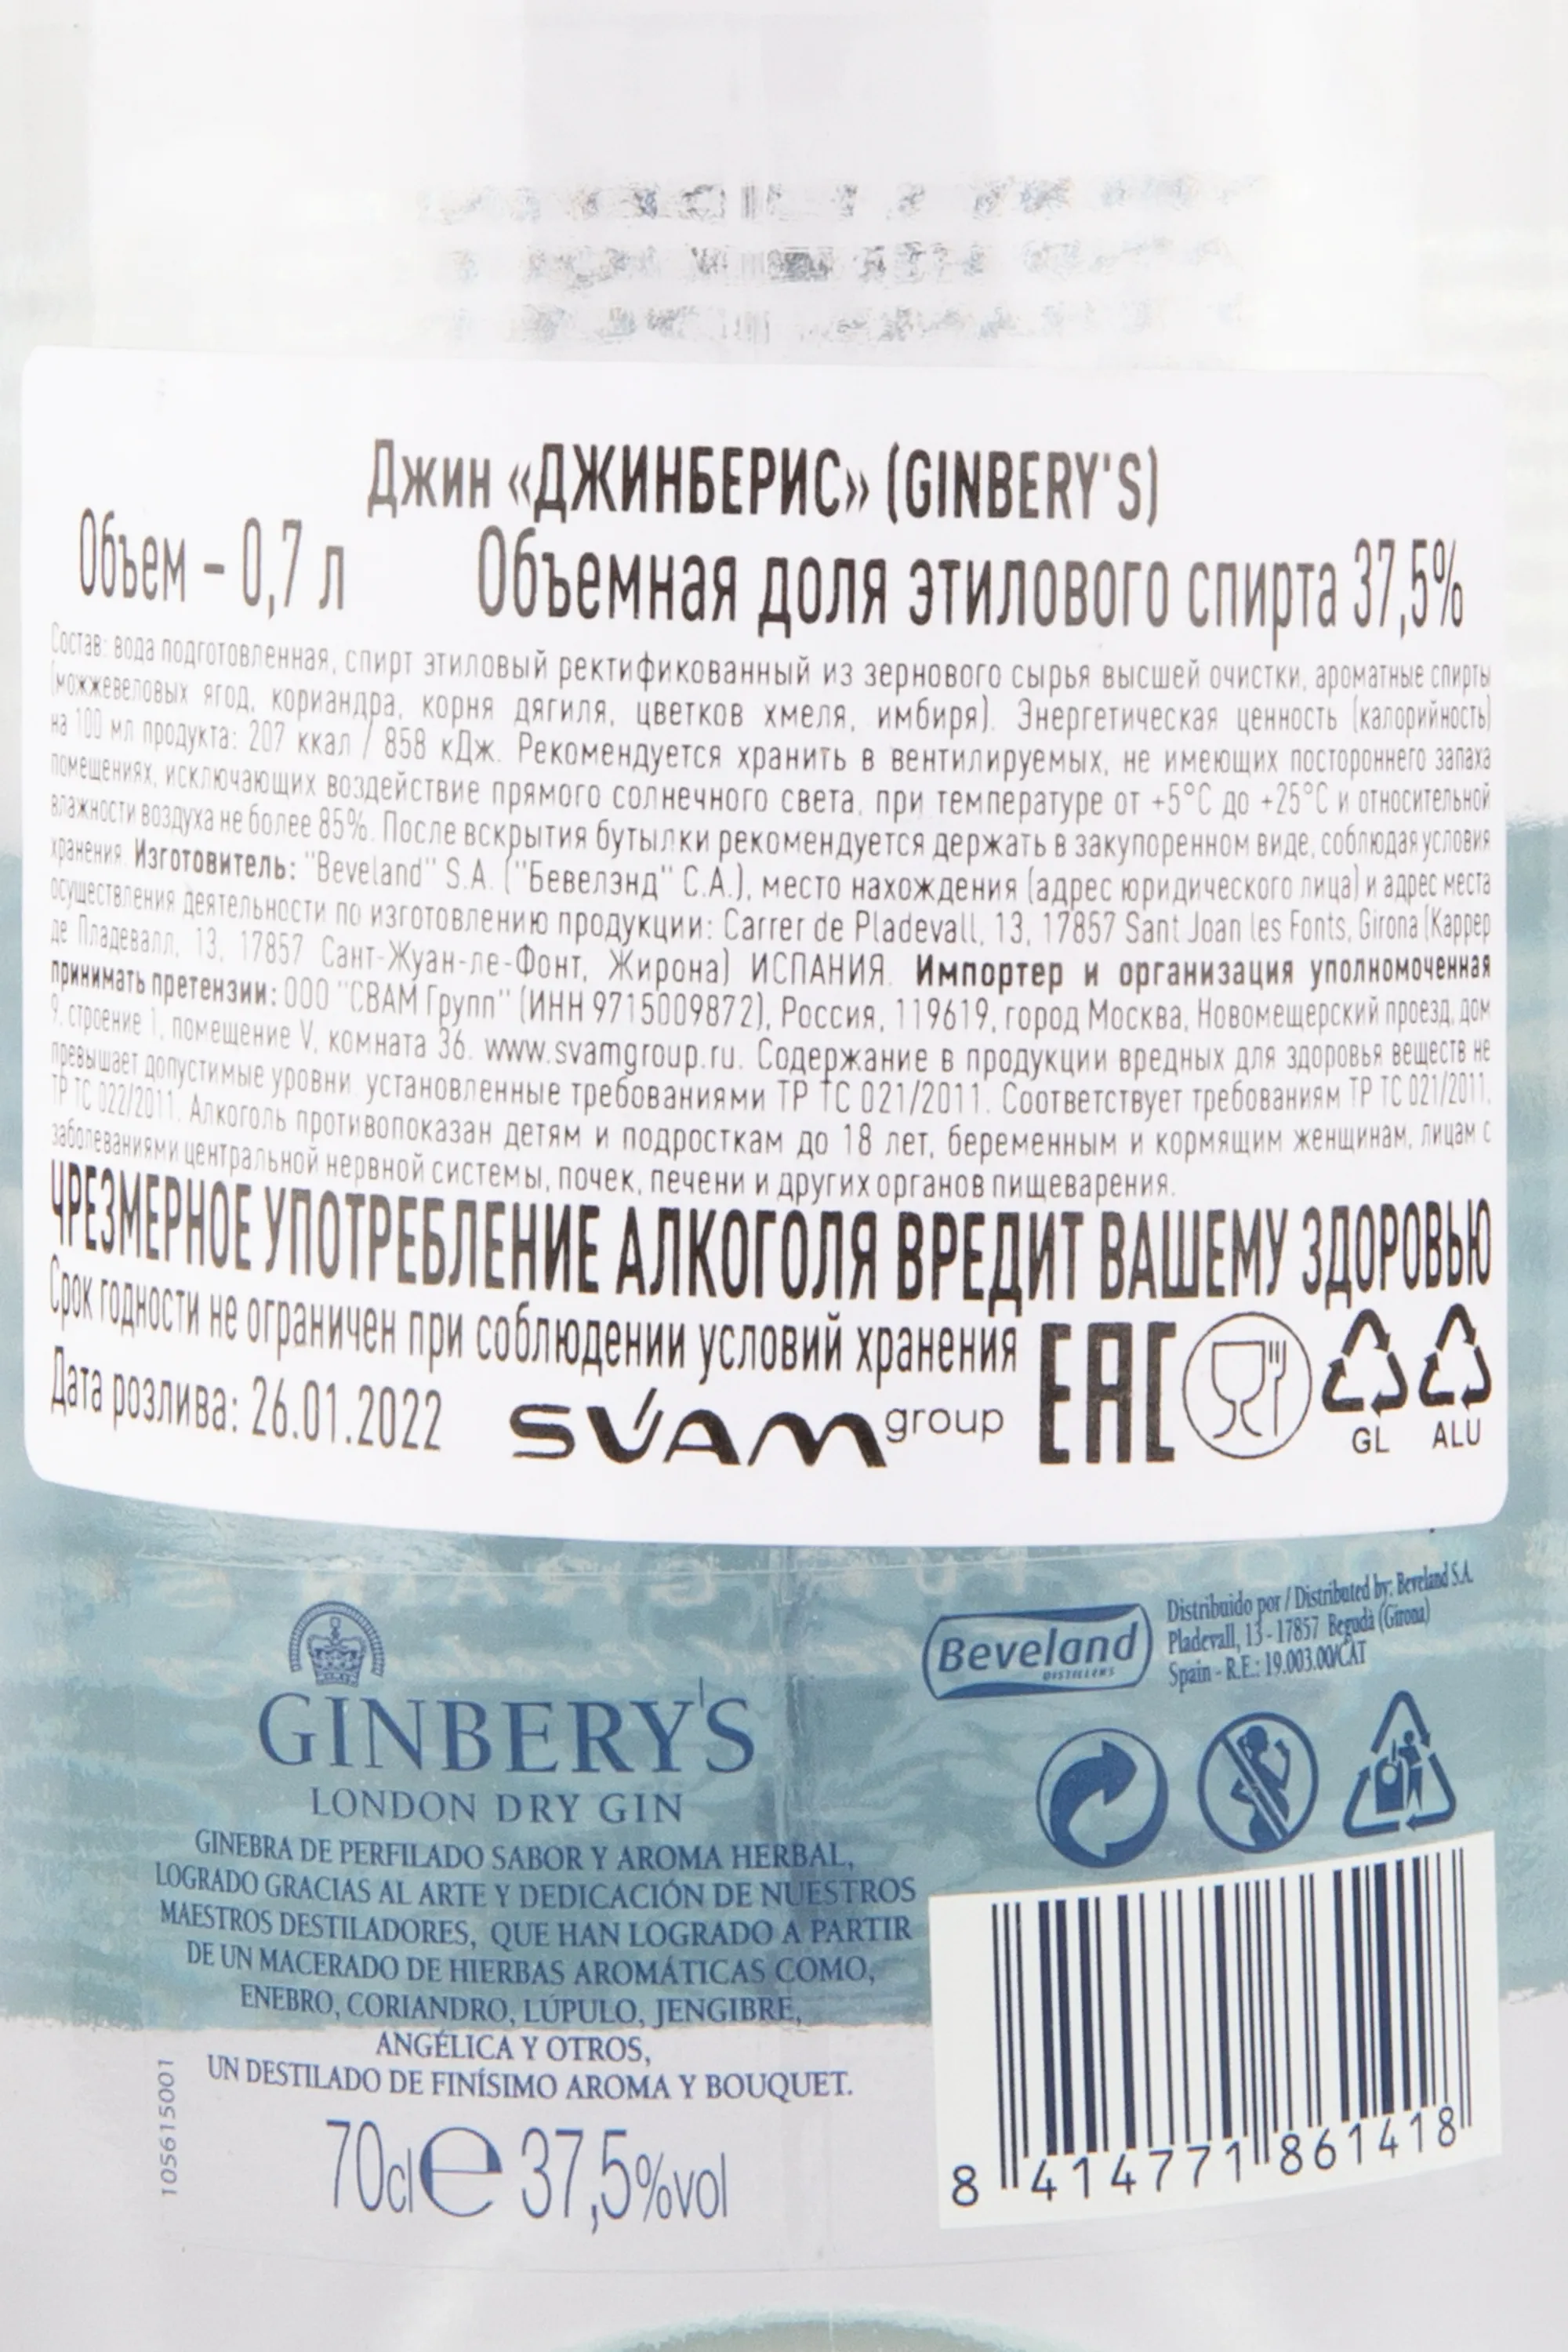 Джин «ДЖИНБЕРИС» (GINBERY'S)
Объем – 0,7 л Объемная доля этилового спирта 37,5%
Состав: вода подготовленная, спирт этиловый ректификованный из зернового сырья высшей очистки, ароматные спирты
(можжевеловых ягод, кориандра, корня дягиля, цветков хмеля, имбиря). Энергетическая ценность (калорийность)
на 100 мл продукта: 207 ккал / 858 кДж. Рекомендуется хранить в вентилируемых, не имеющих постороннего запаха
помещениях, исключающих воздействие прямого солнечного света, при температуре от +5°С до +25°С и относительной
влажности воздуха не более 85%. После вскрытия бутылки рекомендуется держать в закупоренном виде, соблюдая условия
хранения. Изготовитель: "Beveland" S.A. ("Бевелэнд" С.А.), место нахождения (адрес юридического лица) и адрес места
осуществления деятельности по изготовлению продукции: Carrer de Pladevall, 13, 17857 Sant Joan les Fonts, Girona (Каррер
де Пладевалл, 13, 17857 Сант-Жуан-ле-Фонт, Жирона) ИСПАНИЯ. Импортер и организация уполномоченная
принимать претензии: ООО "СВАМ Групп" (ИНН 9715009872), Россия, 119619, город Москва, Новомещерский проезд, дом
9, строение 1, помещение V, комната 36. www.svamgroup.ru. Содержание в продукции вредных для здоровья веществ не
превышает допустимые уровни, установленные требованиями ТР ТС 021/2011. Соответствует требованиям ТР ТС 021/2011,
ТР ТС 022/2011. Алкоголь противопоказан детям и подросткам до 18 лет, беременным и кормящим женщинам, лицам с
заболеваниями центральной нервной системы, почек, печени и других органов пищеварения.
ЧРЕЗМЕРНОЕ УПОТРЕБЛЕНИЕ АЛКОГОЛЯ ВРЕДИТ ВАШЕМУ ЗДОРОВЬЮ
Срок годности не ограничен при соблюдении условий хранения
Дата розлива: 26.01.2022
SVAM group
EAC
GL ALU
GINBERY'S
LONDON DRY GIN
GINEBRA DE PERFILADO SABOR Y AROMA HERBAL,
LOGRADO GRACIAS AL ARTE Y DEDICACIÓN DE NUESTROS
MAESTROS DESTILADORES, QUE HAN LOGRADO A PARTIR
DE UN MACERADO DE HIERBAS AROMÁTICAS COMO,
ENEBRO, CORIANDRO, LÚPULO, JENGIBRE,
ANGÉLICA Y OTROS,
UN DESTILADO DE FINÍSIMO AROMA Y BOUQUET.
70cl e 37,5%vol
105615001
Beveland
DISTILLERS
Distribuido por / Distributed by: Beveland S.A.
Pladevall, 13 - 17857 Begudà (Girona)
Spain - R.E.: 19.003.00/CAT
8 414771 861418